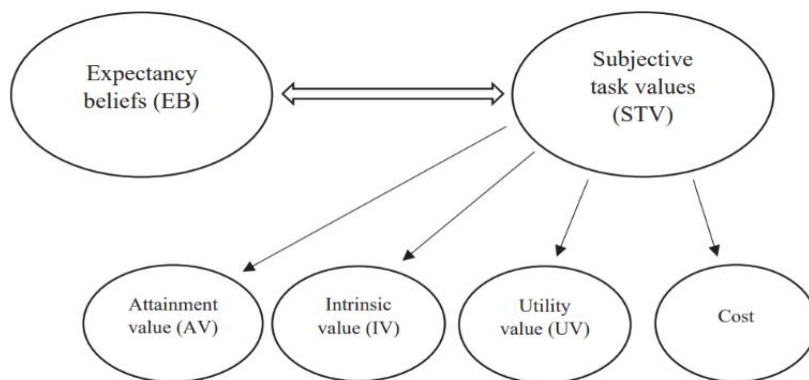 Expectancy
beliefs (EB)
Subjective
task values
(STV)
Attainment
value (AV)
Intrinsic
value (IV)
Utility
value (UV)
Cost